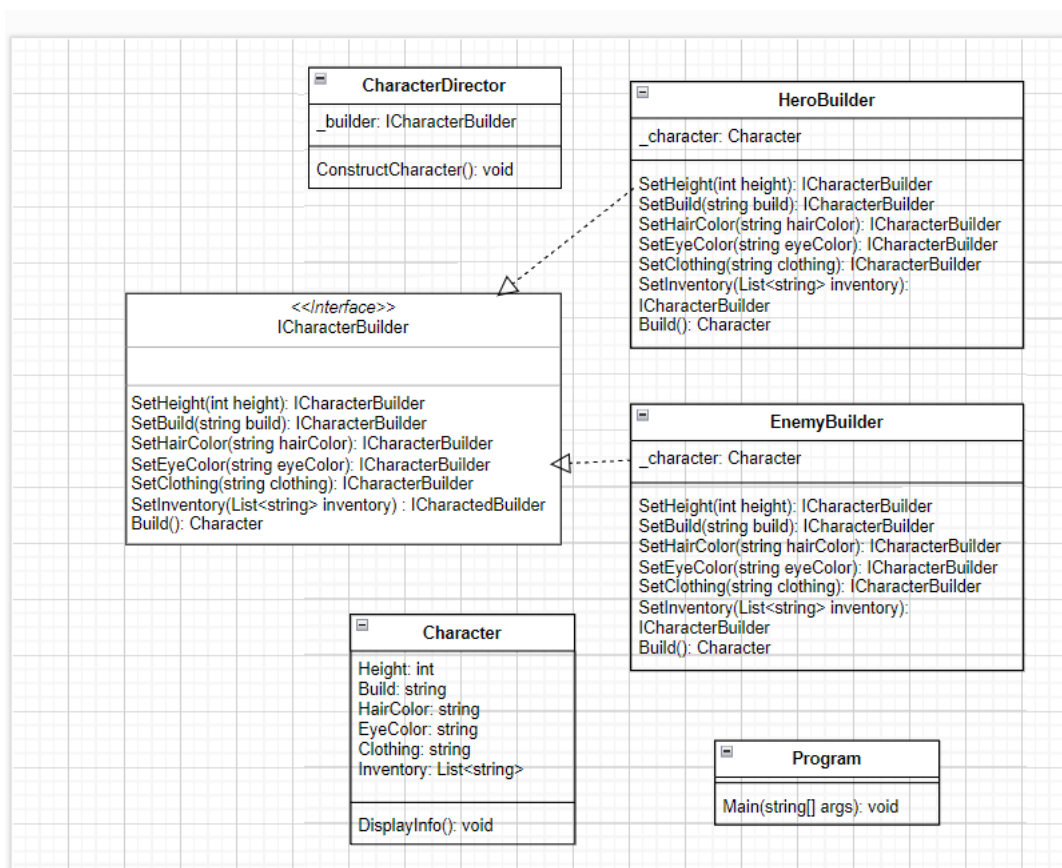 CharacterDirector
_builder: ICharacterBuilder
ConstructCharacter(): void
HeroBuilder
_character: Character
SetHeight(int height): ICharacterBuilder
SetBuild(string build): ICharacterBuilder
SetHairColor(string hairColor): ICharacterBuilder
SetEyeColor(string eyeColor): ICharacterBuilder
SetClothing(string clothing): ICharacterBuilder
SetInventory(List<string> inventory):
ICharacterBuilder
Build(): Character
<<Interface>>
ICharacterBuilder
SetHeight(int height): ICharacterBuilder
SetBuild(string build): ICharacterBuilder
SetHairColor(string hairColor): ICharacterBuilder
SetEyeColor(string eyeColor): ICharacterBuilder
SetClothing(string clothing): ICharacterBuilder
SetInventory(List<string> inventory) : ICharactedBuilder
Build(): Character
EnemyBuilder
_character: Character
SetHeight(int height): ICharacterBuilder
SetBuild(string build): ICharacterBuilder
SetHairColor(string hairColor): ICharacterBuilder
SetEyeColor(string eyeColor): ICharacterBuilder
SetClothing(string clothing): ICharacterBuilder
SetInventory(List<string> inventory):
ICharacterBuilder
Build(): Character
Character
Height: int
Build: string
HairColor: string
EyeColor: string
Clothing: string
Inventory: List<string>
DisplayInfo(): void
Program
Main(string[] args): void